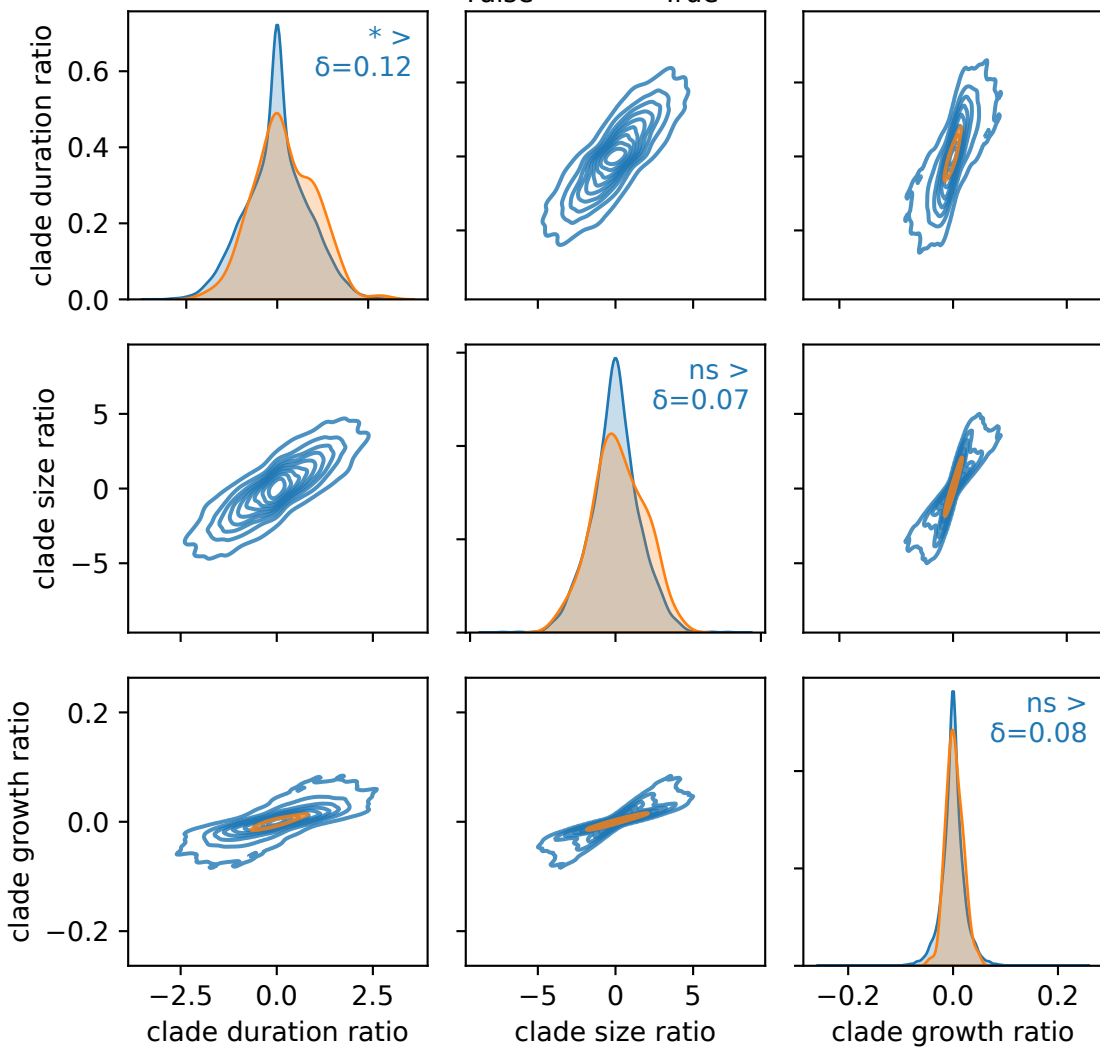 clade duration ratio
0.6
0.4
0.2
0.0
* >
δ=0.12
clade size ratio
5
0
−5
ns >
δ=0.07
clade growth ratio
0.2
0.0
−0.2
ns >
δ=0.08
−2.5 0.0 2.5
−5 0 5
−0.2 0.0 0.2
clade duration ratio
clade size ratio
clade growth ratio